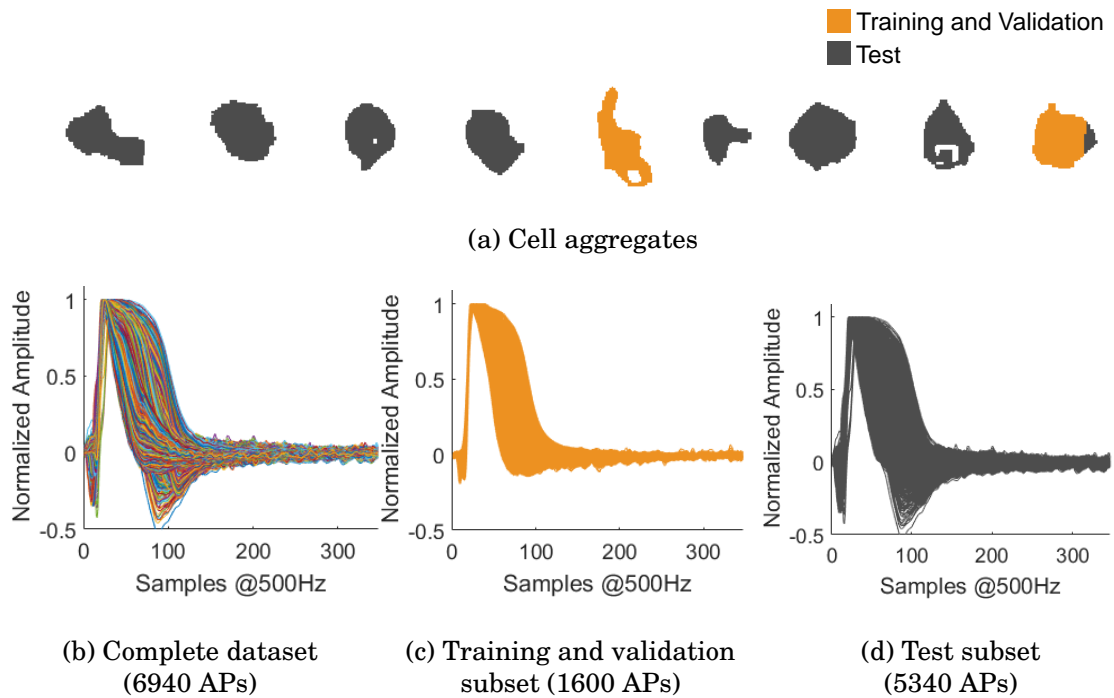 Training and Validation
Test
(a) Cell aggregates
Normalized Amplitude
1
0.5
0
-0.5
0
100
200
300
Samples @500Hz
Normalized Amplitude
1
0.5
0
-0.5
0
100
200
300
Samples @500Hz
Normalized Amplitude
1
0.5
0
-0.5
0
100
200
300
Samples @500Hz
(b) Complete dataset
(6940 APs)
(c) Training and validation
subset (1600 APs)
(d) Test subset
(5340 APs)